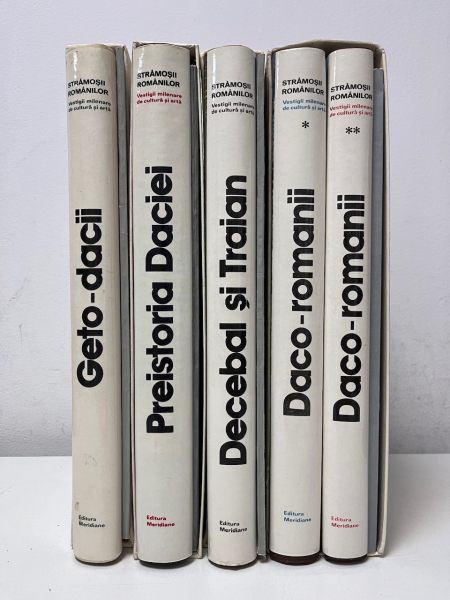 STRĂMOȘII
ROMÂNILOR
Vestigii milenare
de cultură și artă
Geto-dacii
Editura
Meridiane
STRĂMOȘII
ROMÂNILOR
Vestigii milenare
de cultură și artă
Preistoria Daciei
Editura
Meridiane
STRĂMOȘII
ROMÂNILOR
Vestigii milenare
de cultură și artă
Decebal și Traian
Editura
Meridiane
STRĂMOȘII
ROMÂNILOR
Vestigii milenare
de cultură și artă
*
Daco-romanii
Editura
Meridiane
STRĂMOȘII
ROMÂNILOR
Vestigii milenare
de cultură și artă
**
Daco-romanii
Editura
Meridiane